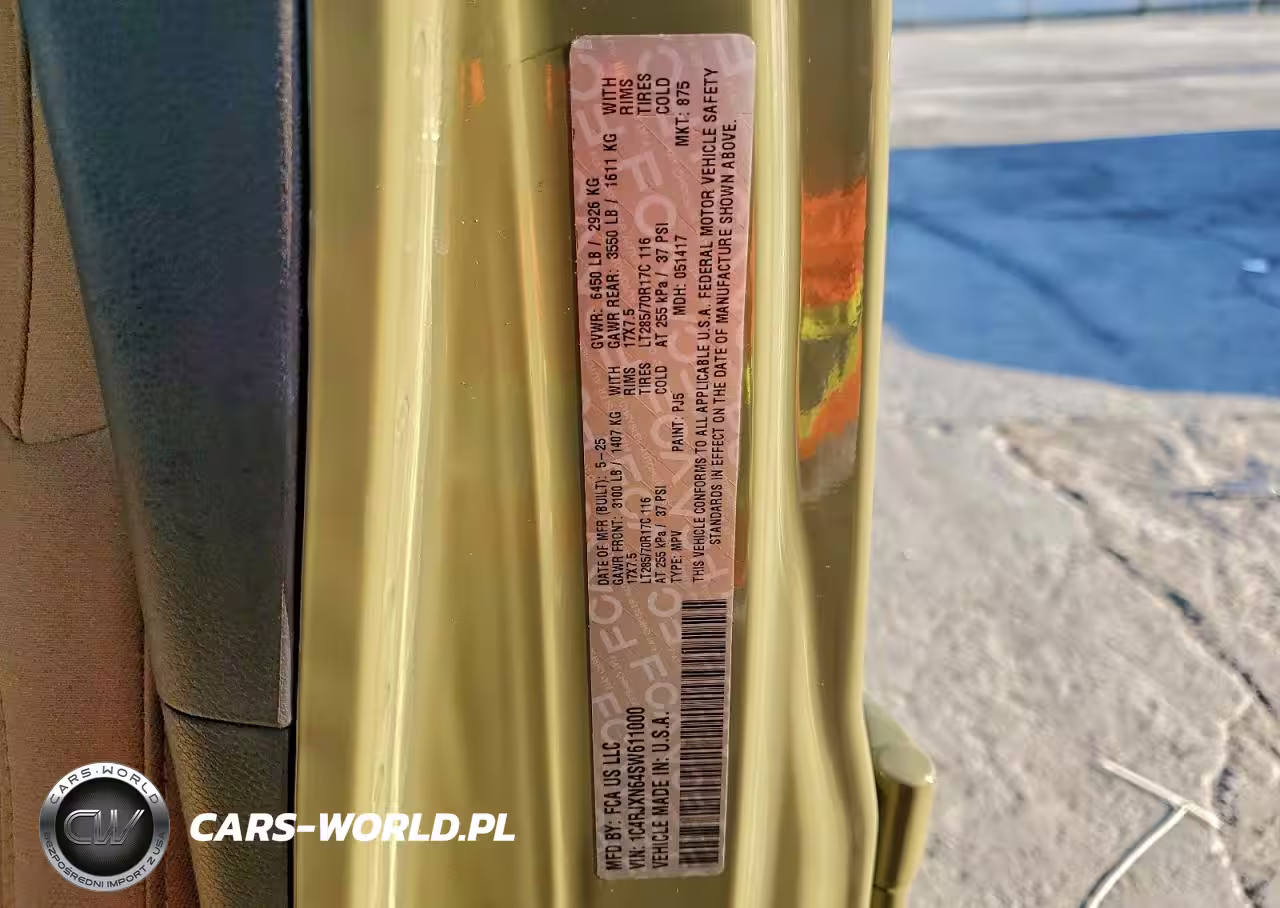 MFD BY: FCA US LLC
VIN: 1C4RJXN64SW611000
VEHICLE MADE IN: U.S.A.
DATE OF MFR (BUILT): 5-25 GVWR: 6450 LB / 2926 KG
GAWR FRONT: 3100 LB / 1407 KG WITH GAWR REAR: 3550 LB / 1611 KG WITH
17X7.5 RIMS 17X7.5 RIMS
LT285/70R17C 116 TIRES LT285/70R17C 116 TIRES
AT 255 kPa / 37 PSI COLD AT 255 kPa / 37 PSI COLD
TYPE: MPV PAINT: PJ5 MDH: 051417 MKT: 875
THIS VEHICLE CONFORMS TO ALL APPLICABLE U.S.A. FEDERAL MOTOR VEHICLE SAFETY
STANDARDS IN EFFECT ON THE DATE OF MANUFACTURE SHOWN ABOVE.
CARS-WORLD
CW
BEZPOŚREDNI IMPORT Z USA
CARS-WORLD.PL